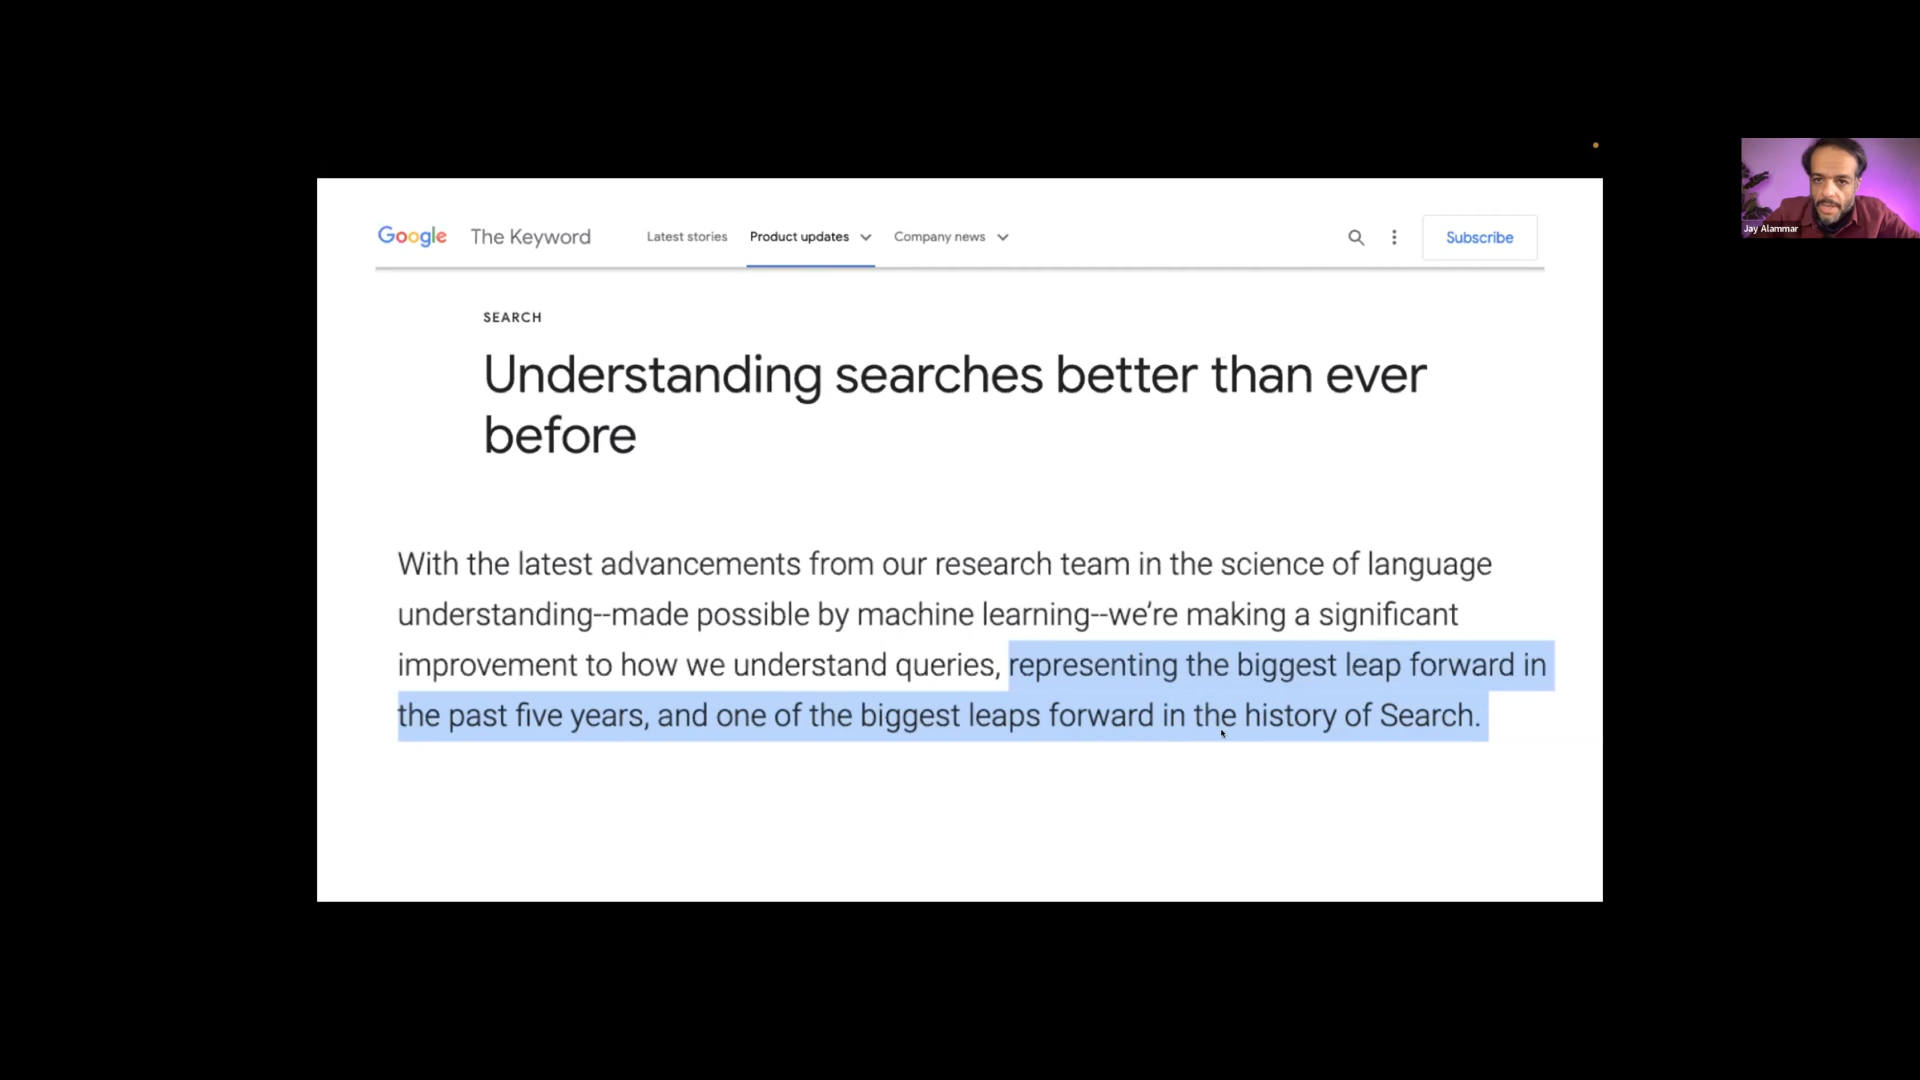 Google The Keyword Latest stories Product updates Company news Subscribe
Jay Alammar
SEARCH
Understanding searches better than ever
before
With the latest advancements from our research team in the science of language
understanding--made possible by machine learning--we’re making a significant
improvement to how we understand queries, representing the biggest leap forward in
the past five years, and one of the biggest leaps forward in the history of Search.